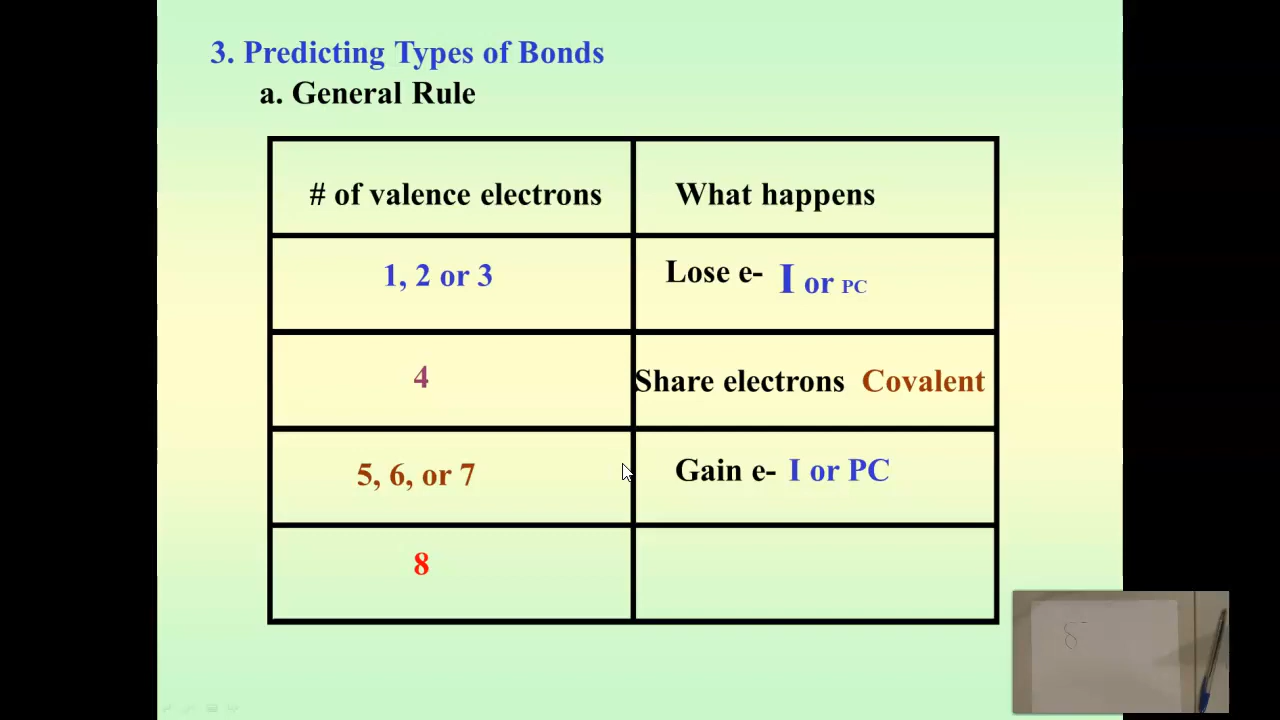 3. Predicting Types of Bonds
a. General Rule
# of valence electrons What happens
1, 2 or 3 Lose e- I or PC
4 Share electrons Covalent
5, 6, or 7 Gain e- I or PC
8